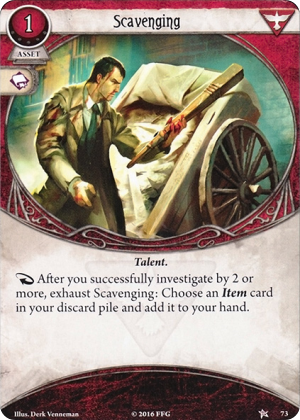 Scavenging
1
ASSET
Talent.
After you successfully investigate by 2 or
more, exhaust Scavenging: Choose an Item card
in your discard pile and add it to your hand.
Illus. Derk Venneman
© 2016 FFG
73